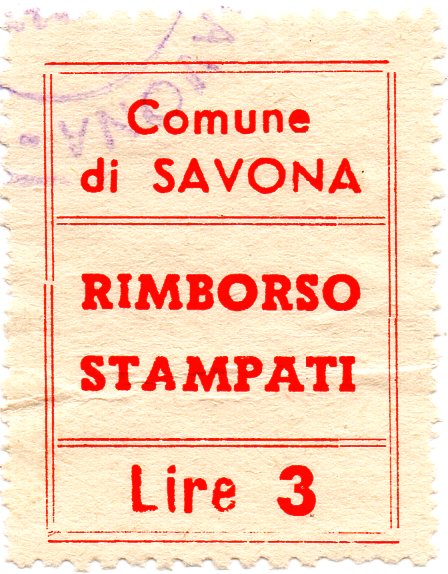 Comune
di SAVONA
RIMBORSO
STAMPATI
Lire 3